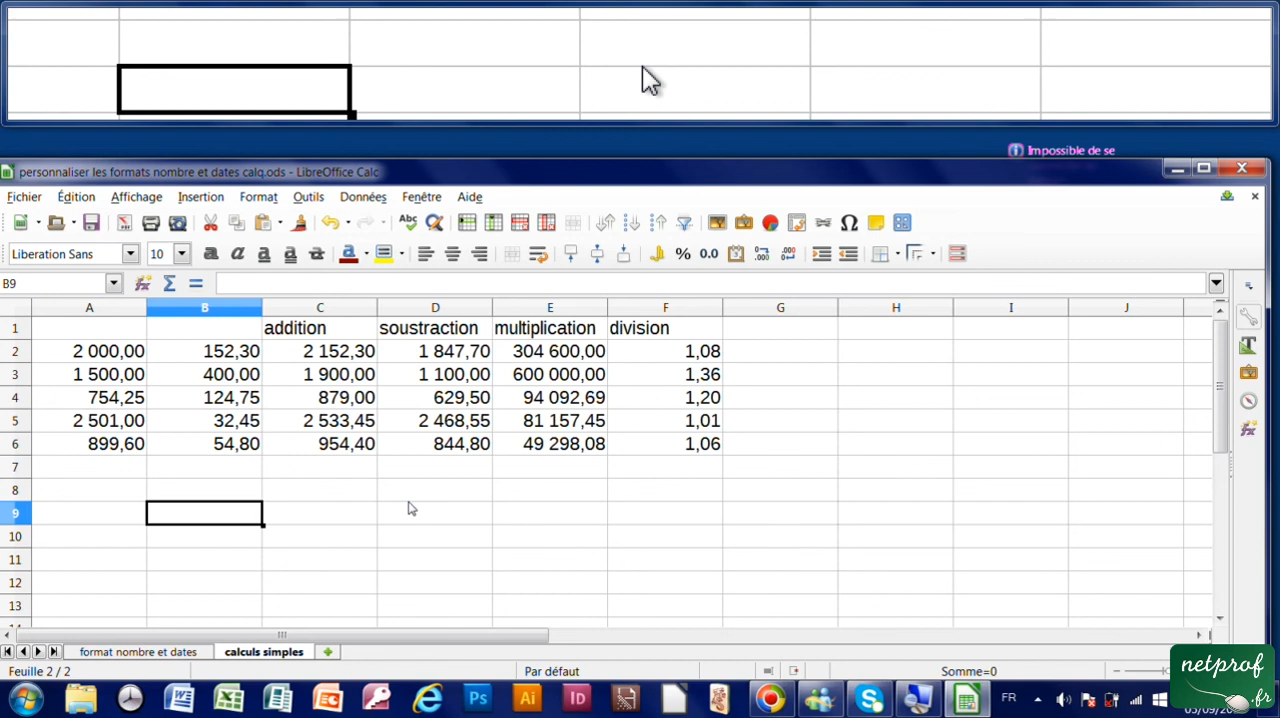 Impossible de se
personnaliser les formats nombre et dates calq.ods - LibreOffice Calc
Fichier Édition Affichage Insertion Format Outils Données Fenêtre Aide
Liberation Sans 10
B9
A B C D E F G H I J
1 addition soustraction multiplication division
2 2 000,00 152,30 2 152,30 1 847,70 304 600,00 1,08
3 1 500,00 400,00 1 900,00 1 100,00 600 000,00 1,36
4 754,25 124,75 879,00 629,50 94 092,69 1,20
5 2 501,00 32,45 2 533,45 2 468,55 81 157,45 1,01
6 899,60 54,80 954,40 844,80 49 298,08 1,06
7
8
9
10
11
12
13
format nombre et dates calculs simples
Feuille 2 / 2 Par défaut Somme=0
netprof
.fr
FR